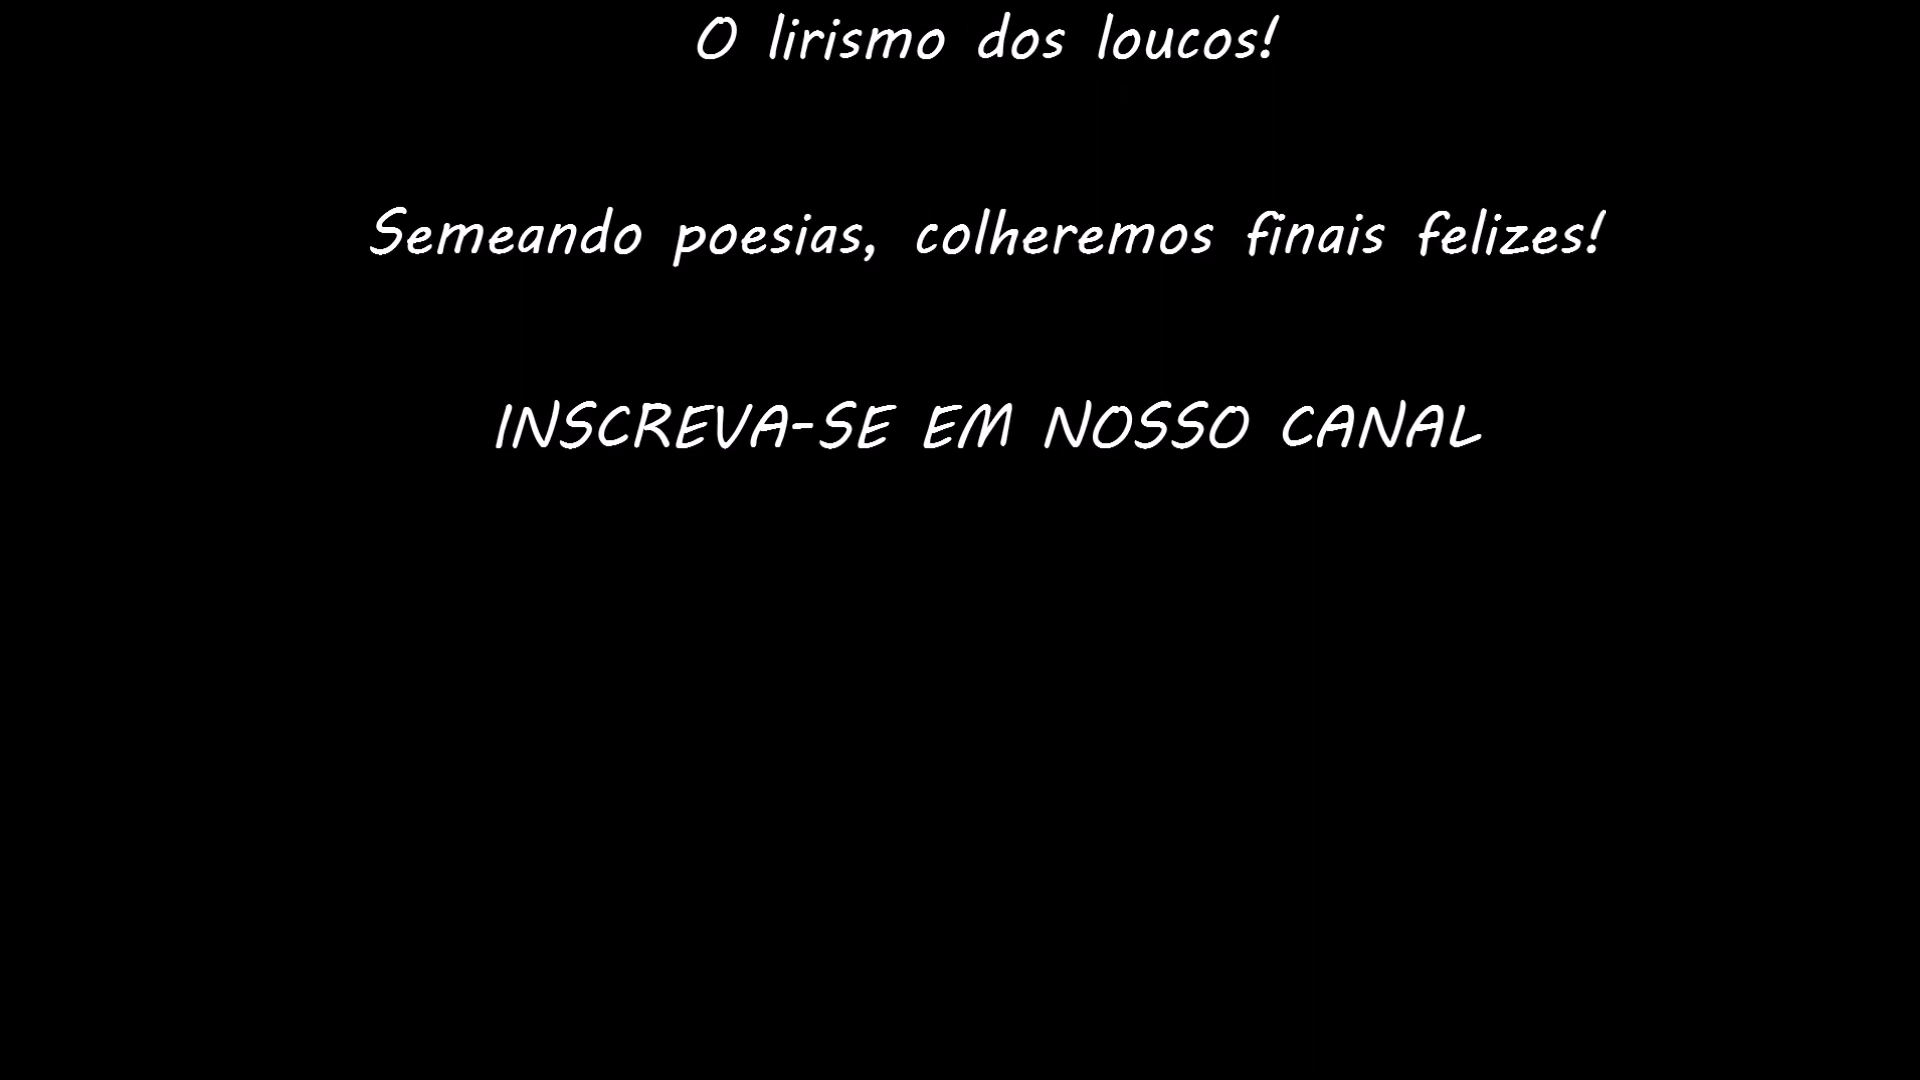 O lirismo dos loucos!
Semeando poesias, colheremos finais felizes!
INSCREVA-SE EM NOSSO CANAL